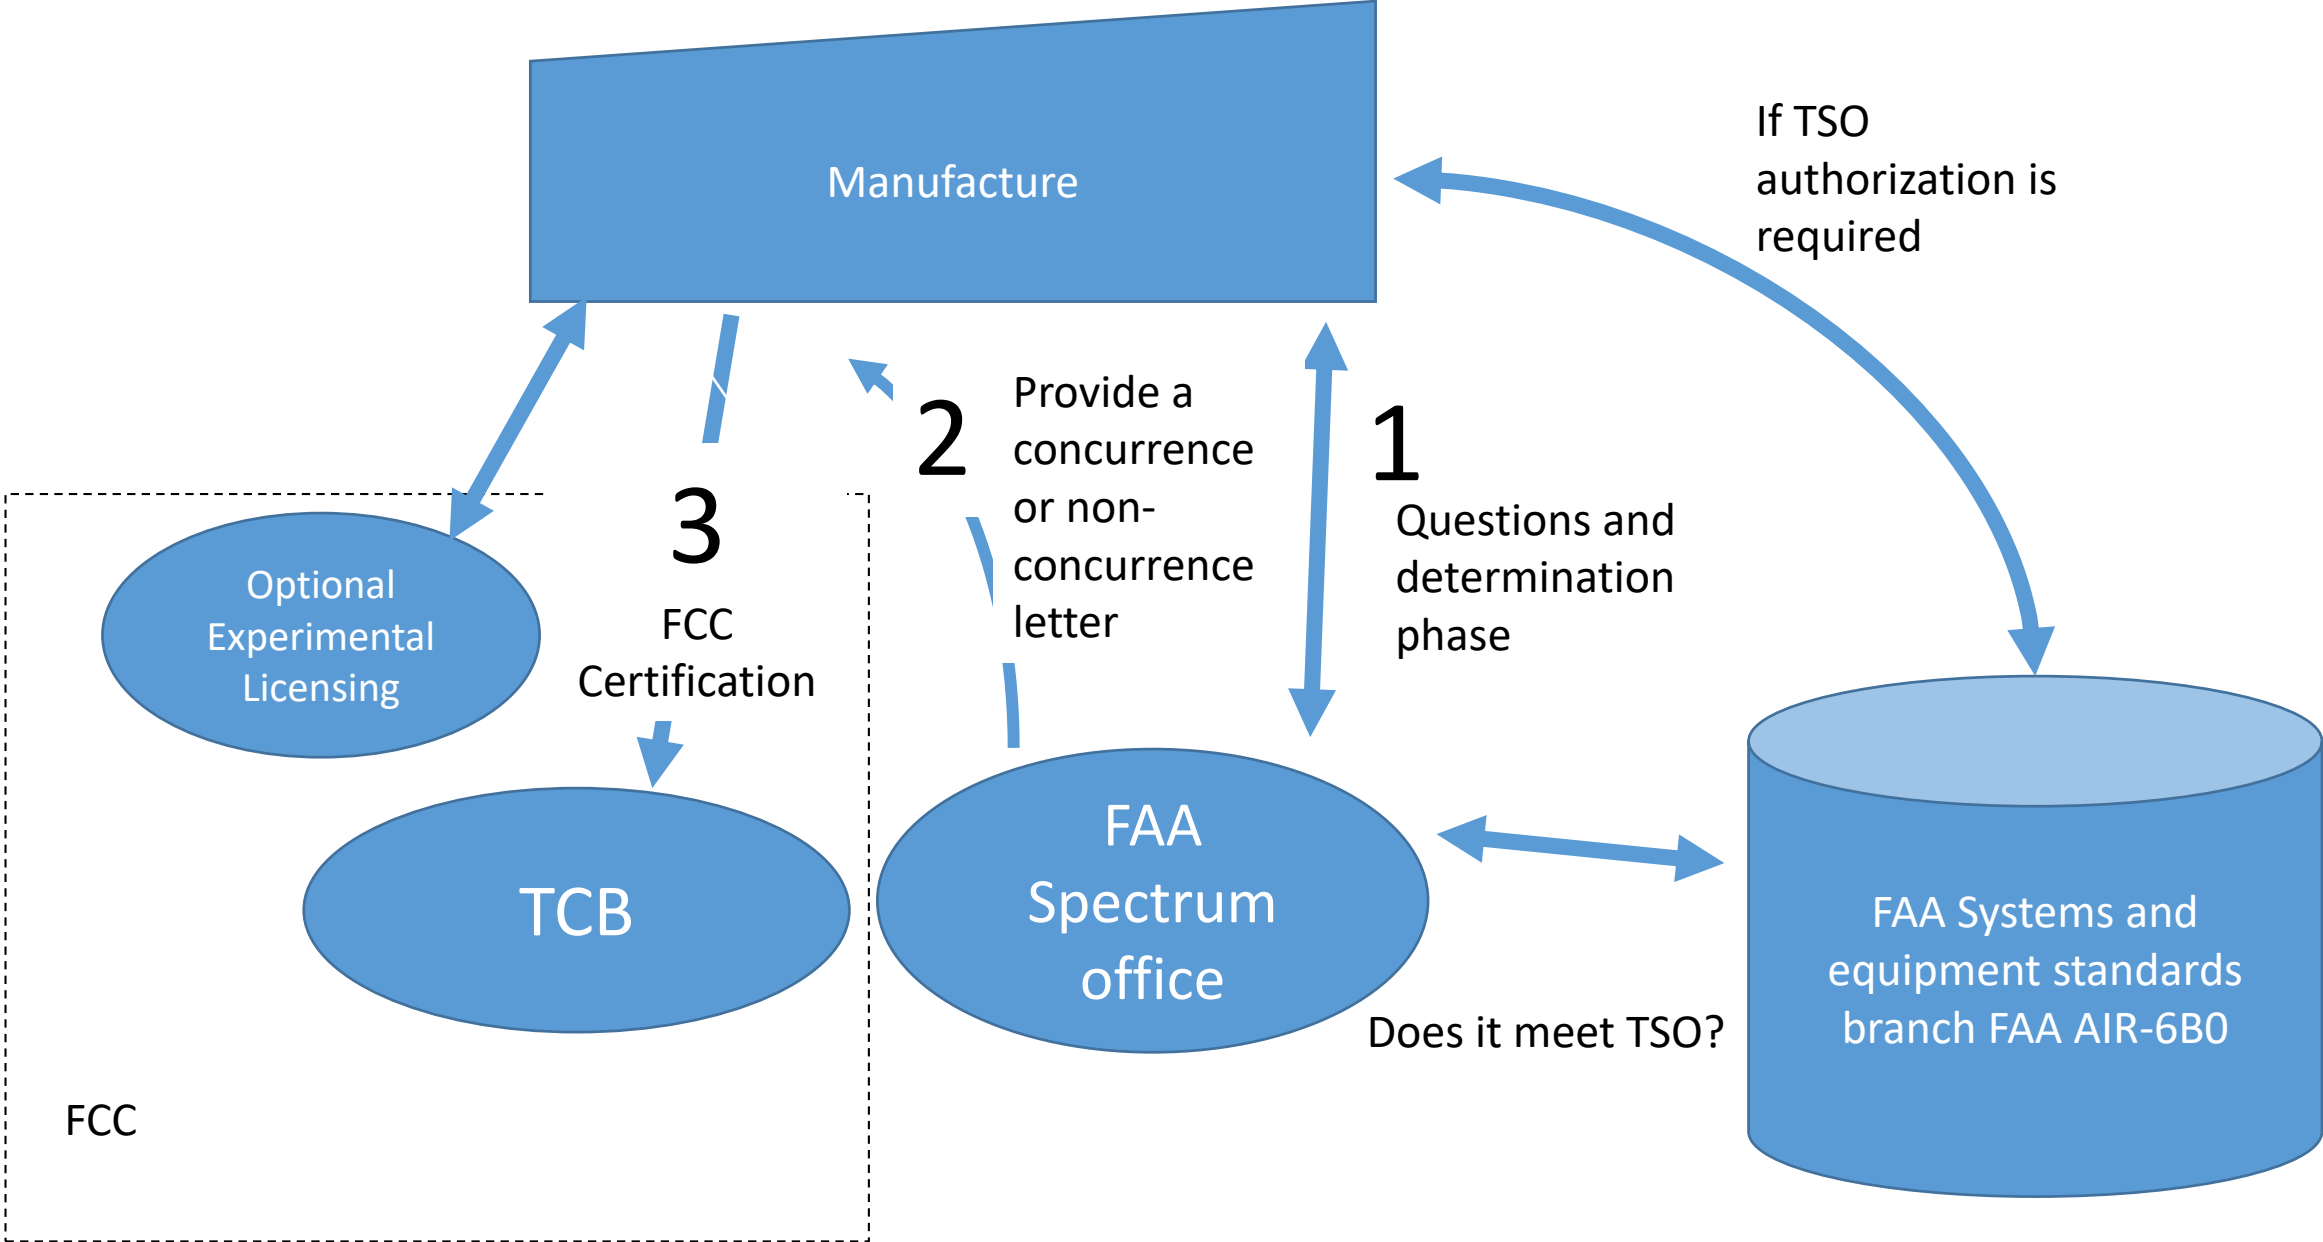 Manufacture
If TSO
authorization is
required
2
Provide a
concurrence
or non-
concurrence
letter
1
Questions and
determination
phase
3
FCC
Certification
Optional
Experimental
Licensing
TCB
FAA
Spectrum
office
Does it meet TSO?
FAA Systems and
equipment standards
branch FAA AIR-6B0
FCC